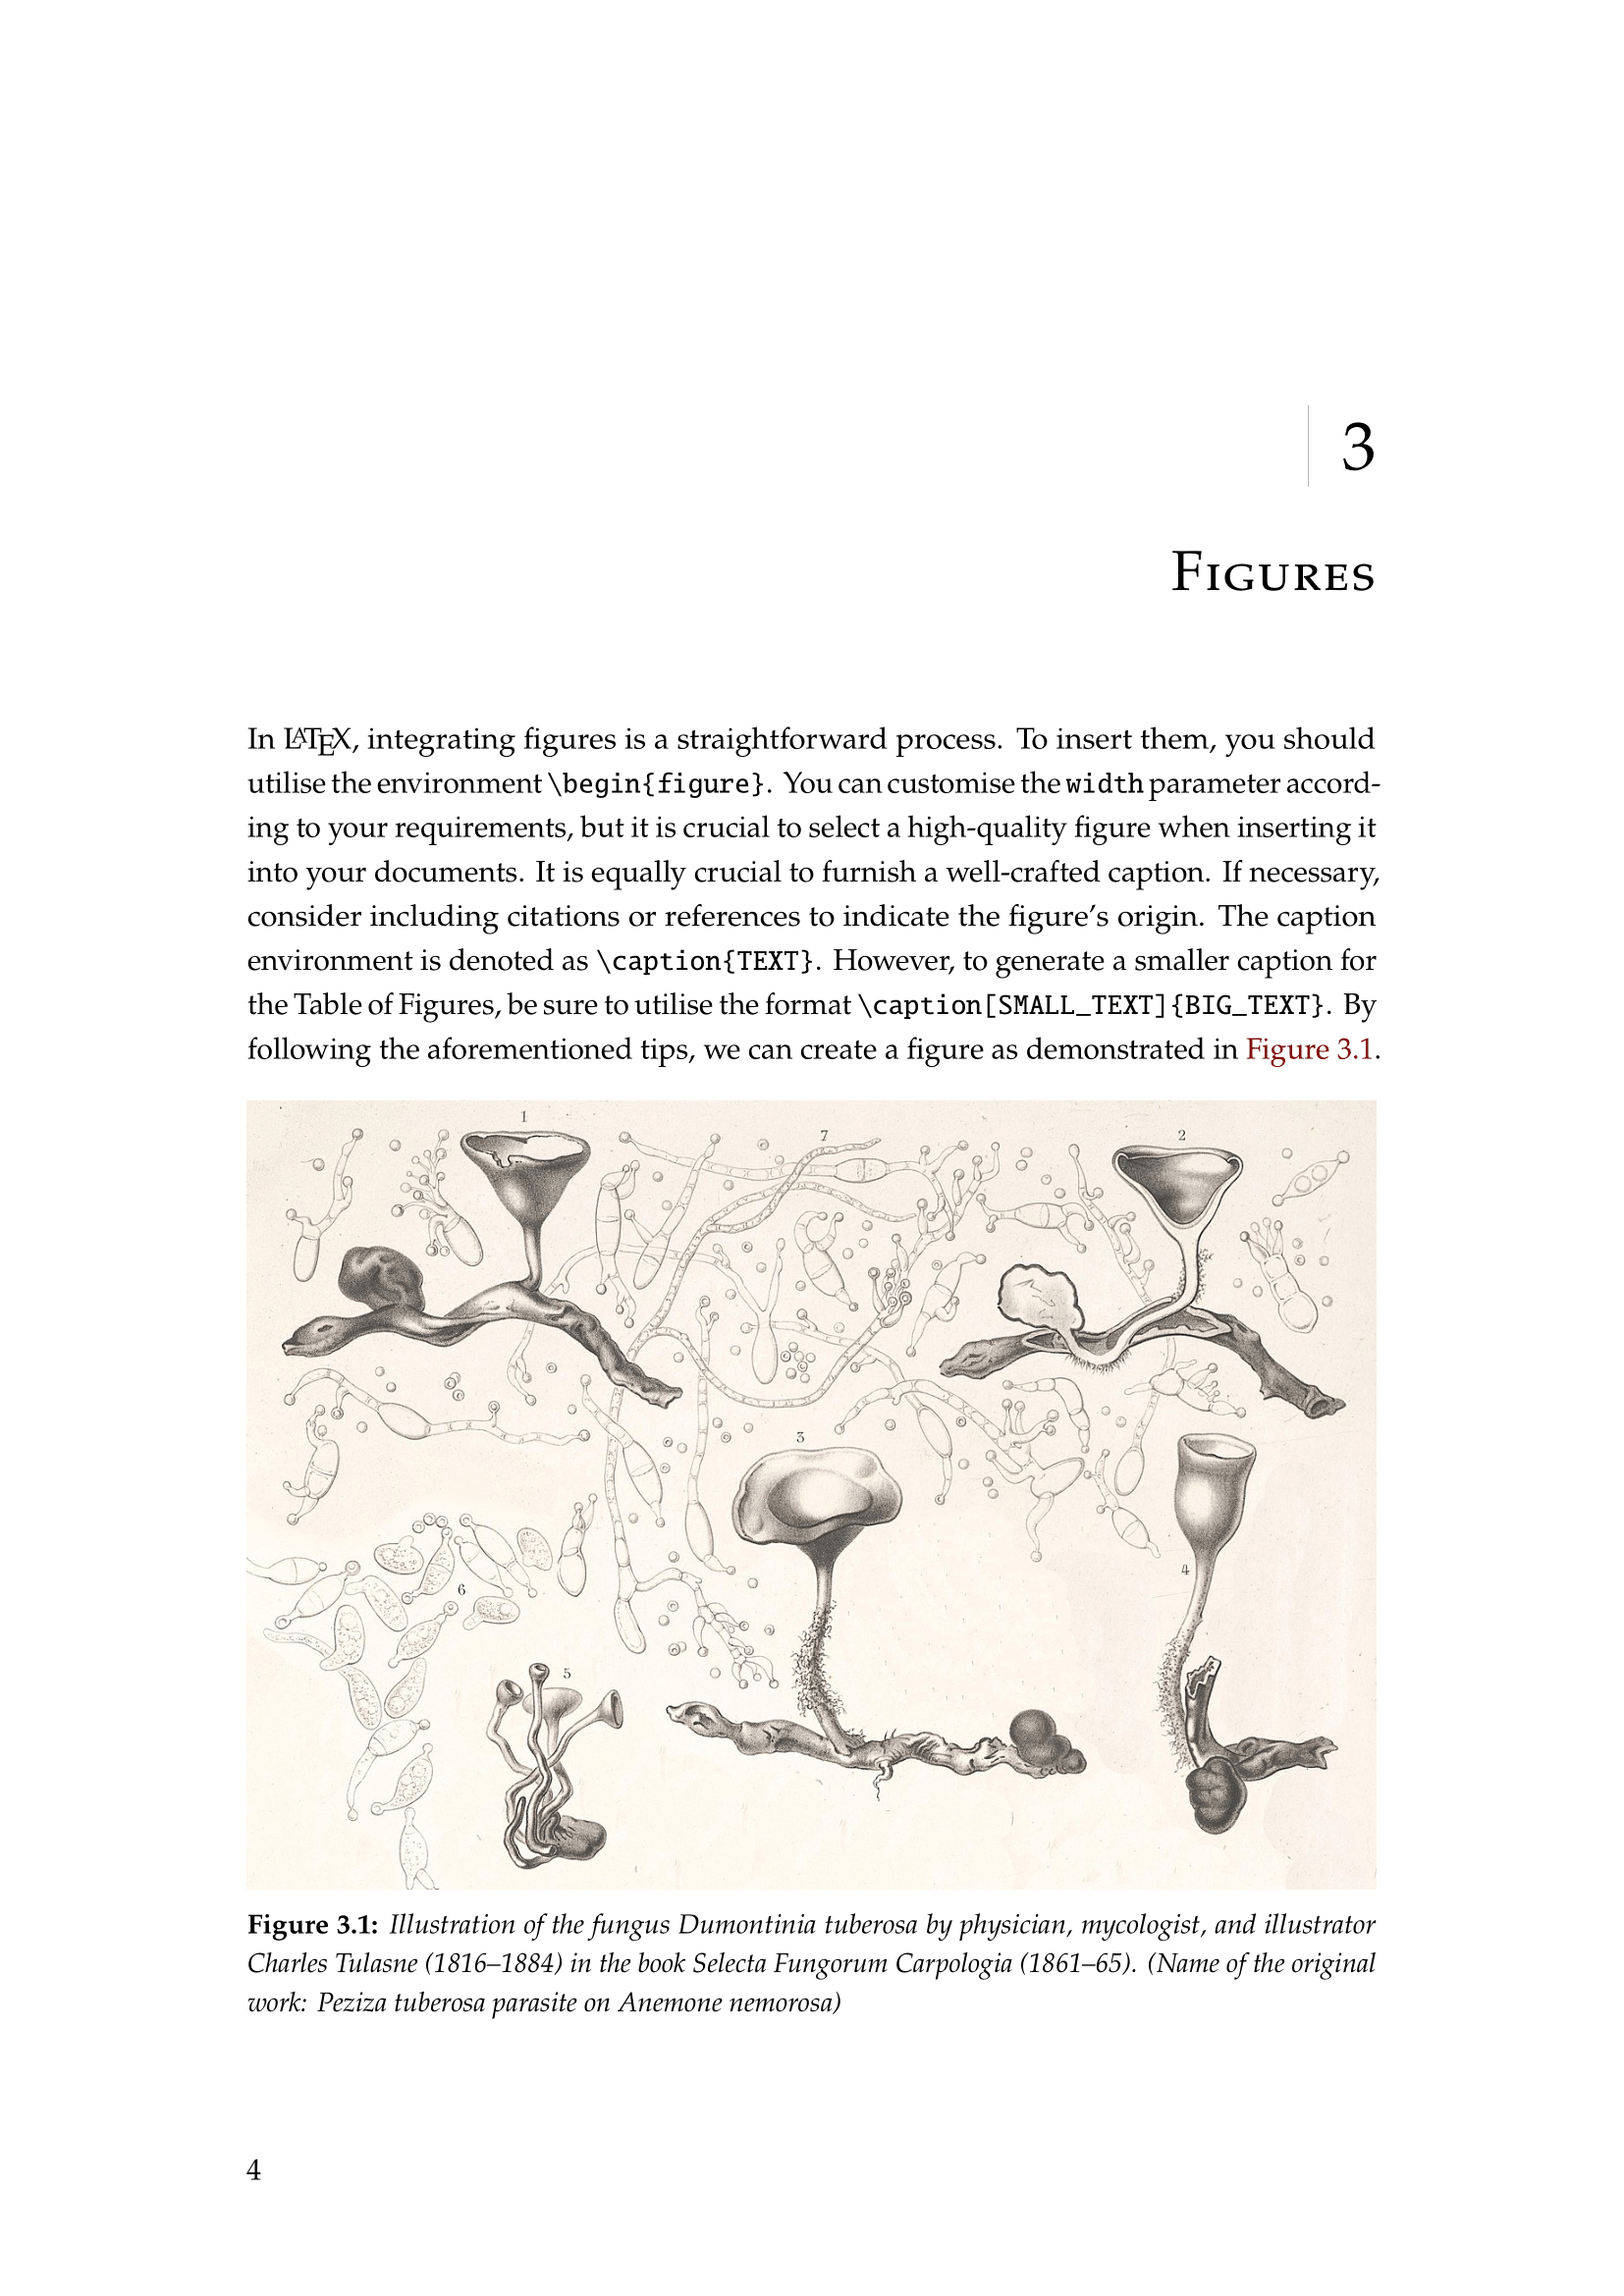 3
Figures
In LATEX, integrating figures is a straightforward process. To insert them, you should
utilise the environment \begin{figure}. You can customise the width parameter accord-
ing to your requirements, but it is crucial to select a high-quality figure when inserting it
into your documents. It is equally crucial to furnish a well-crafted caption. If necessary,
consider including citations or references to indicate the figure's origin. The caption
environment is denoted as \caption{TEXT}. However, to generate a smaller caption for
the Table of Figures, be sure to utilise the format \caption[SMALL_TEXT]{BIG_TEXT}. By
following the aforementioned tips, we can create a figure as demonstrated in Figure 3.1.
1
7
2
3
4
6
5
Figure 3.1: Illustration of the fungus Dumontinia tuberosa by physician, mycologist, and illustrator
Charles Tulasne (1816–1884) in the book Selecta Fungorum Carpologia (1861–65). (Name of the original
work: Peziza tuberosa parasite on Anemone nemorosa)
4